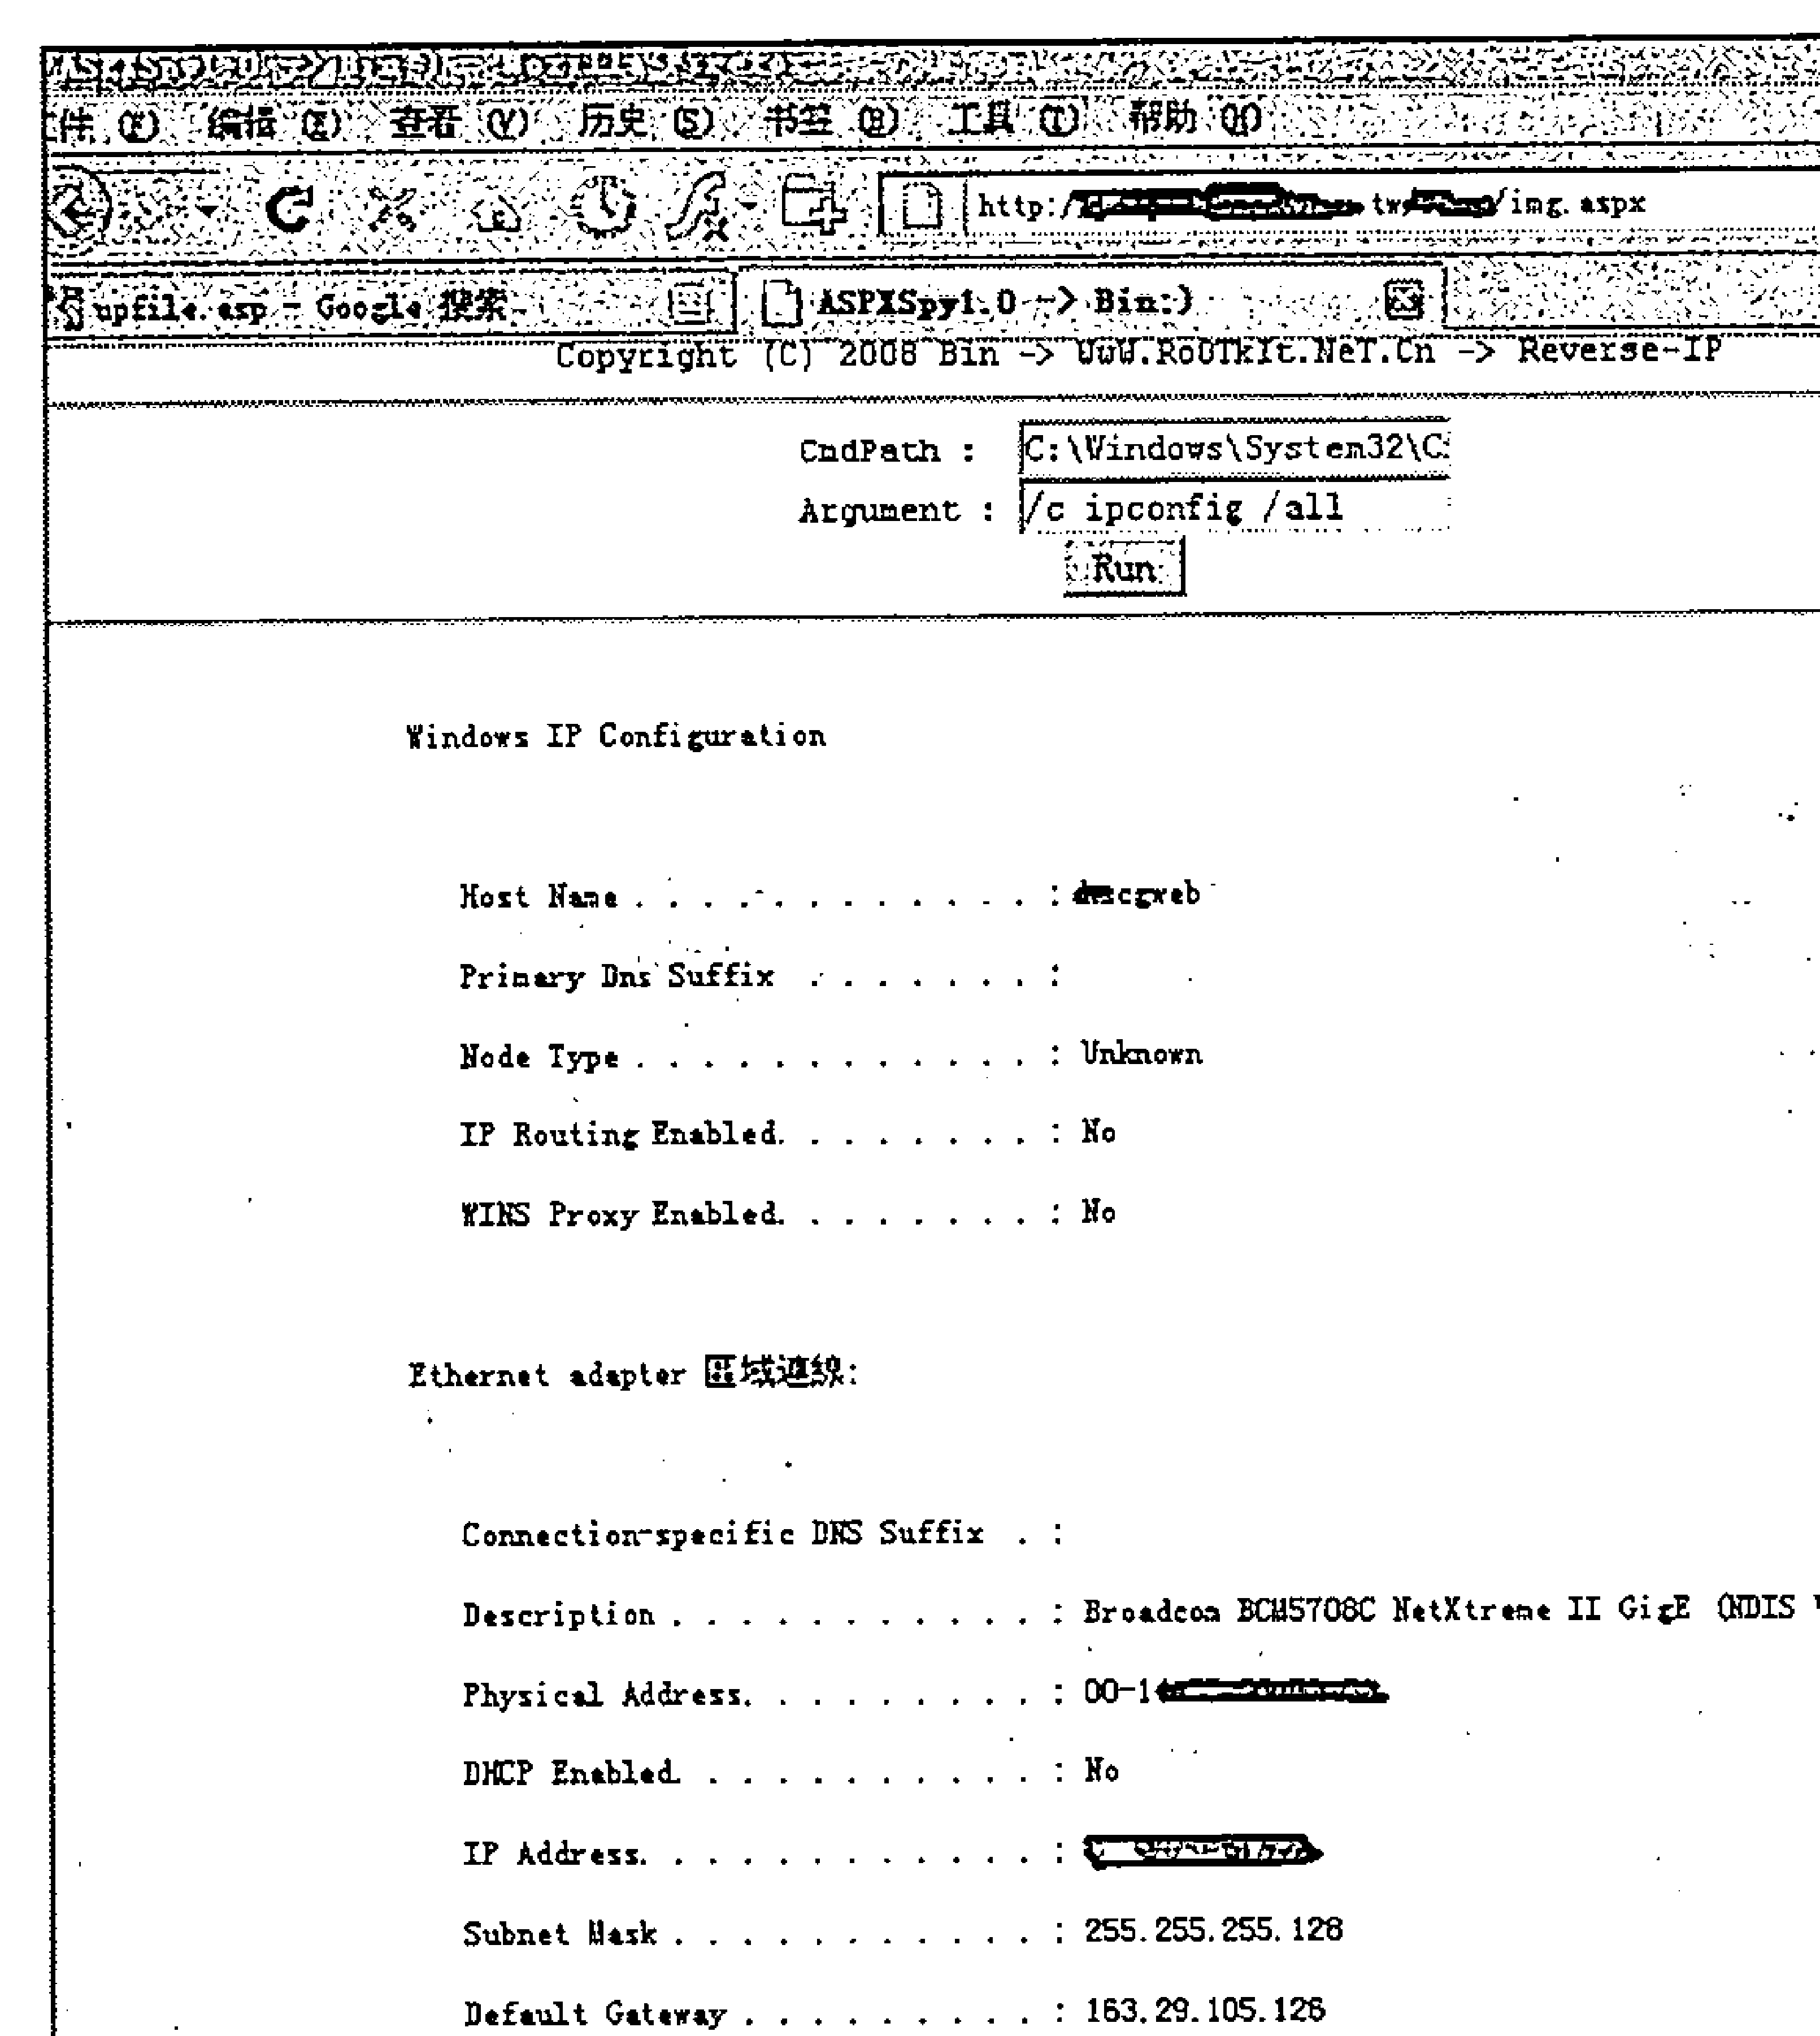 件(F) 编辑(E) 查看(V) 历史(S) 书签(B) 工具(T) 帮助(H)
http:/ tw /img.aspx
upfile.asp - Google 搜索 ASPXSpy1.0 -> Bin:)
Copyright (C) 2008 Bin -> WwW.RoOTkIt.NeT.Cn -> Reverse-IP
CmdPath : C:\Windows\System32\C
Argument : /c ipconfig /all
Run
Windows IP Configuration
Host Name . . . . . . . . . . . . : cgweb
Primary Dns Suffix . . . . . . . :
Node Type . . . . . . . . . . . . : Unknown
IP Routing Enabled. . . . . . . . : No
WINS Proxy Enabled. . . . . . . . : No
Ethernet adapter 區域連線:
Connection-specific DNS Suffix . :
Description . . . . . . . . . . . : Broadcom BCM5708C NetXtreme II GigE (NDIS
Physical Address. . . . . . . . . : 00-1
DHCP Enabled. . . . . . . . . . . : No
IP Address. . . . . . . . . . . . :
Subnet Mask . . . . . . . . . . . : 255.255.255.128
Default Gateway . . . . . . . . . : 163.29.105.126